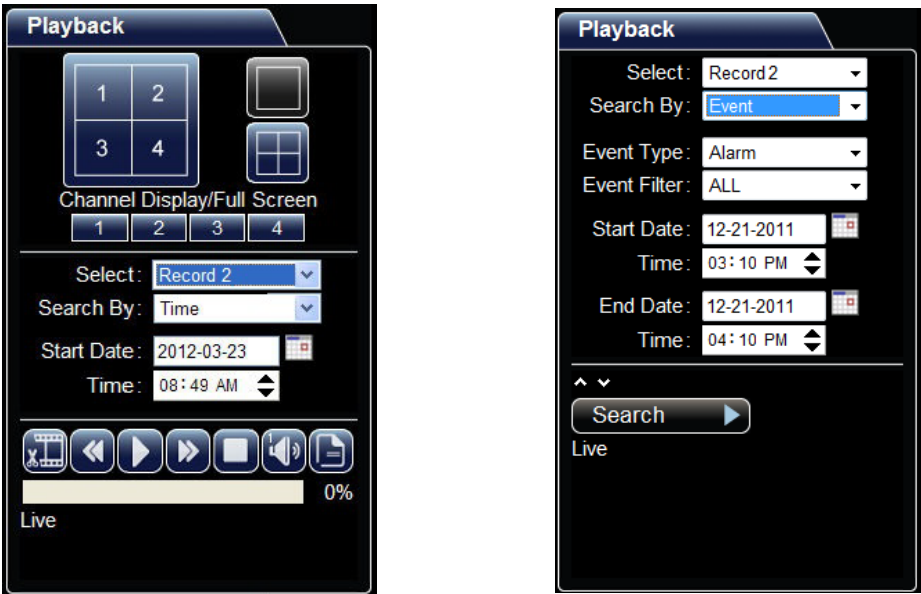 Playback
1 2
3 4
Channel Display/Full Screen
1 2 3 4
Select: Record 2
Search By: Time
Start Date: 2012-03-23
Time: 08:49 AM
1
0%
Live
Playback
Select: Record2
Search By: Event
Event Type: Alarm
Event Filter: ALL
Start Date: 12-21-2011
Time: 03:10 PM
End Date: 12-21-2011
Time: 04:10 PM
Search
Live